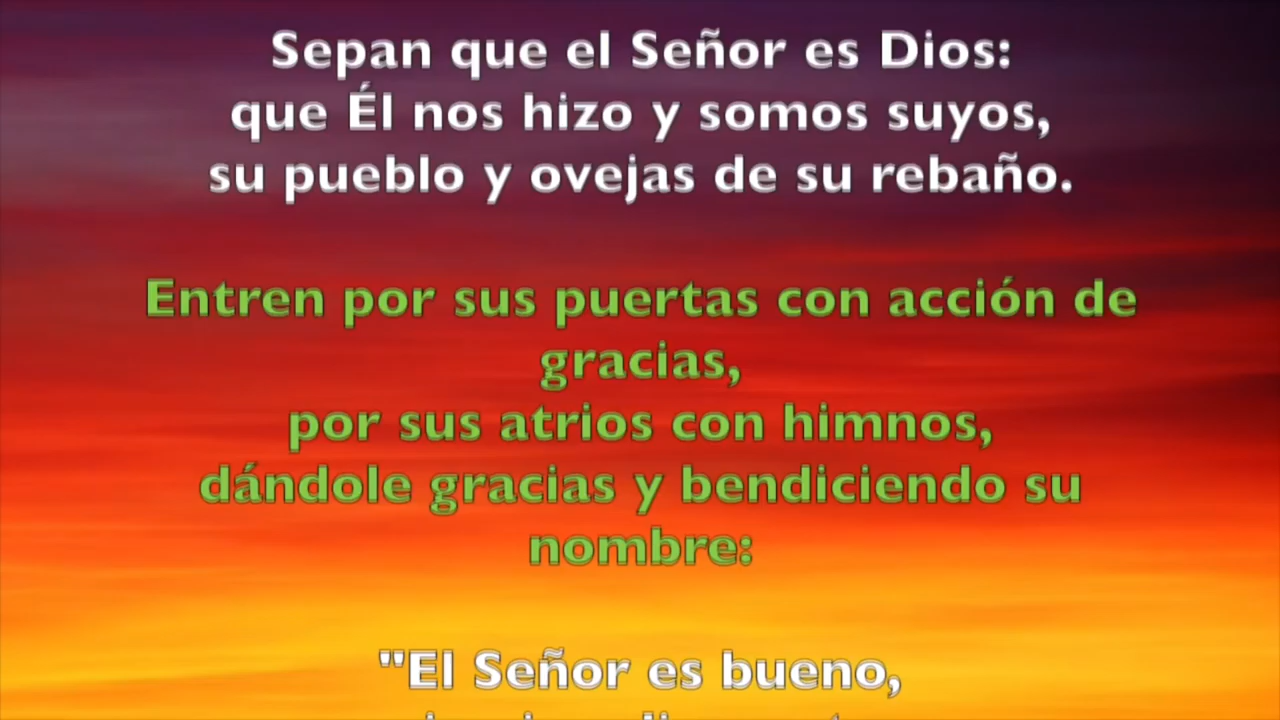 Sepan que el Señor es Dios:
que Él nos hizo y somos suyos,
su pueblo y ovejas de su rebaño.
Entren por sus puertas con acción de
gracias,
por sus atrios con himnos,
dándole gracias y bendiciendo su
nombre:
"El Señor es bueno,